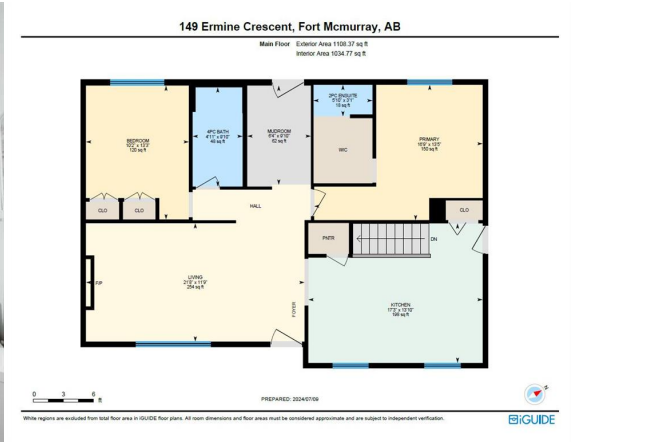 149 Ermine Crescent, Fort Mcmurray, AB
Main Floor Exterior Area 1108.37 sq ft
Interior Area 1034.77 sq ft
BEDROOM
10'2" x 13'3"
120 sq ft
4PC BATH
4'11" x 9'10"
48 sq ft
MUDROOM
6'4" x 9'10"
62 sq ft
2PC ENSUITE
5'10" x 3'1"
18 sq ft
WIC
PRIMARY
16'9" x 13'5"
150 sq ft
CLO
CLO
HALL
CLO
PNTR
DN
LIVING
21'8" x 11'9"
254 sq ft
F/P
FOYER
KITCHEN
17'3" x 13'10"
196 sq ft
0 3 6
ft
PREPARED: 2024/07/09
N
White regions are excluded from total floor area in iGUIDE floor plans. All room dimensions and floor areas must be considered approximate and are subject to independent verification.
iGUIDE